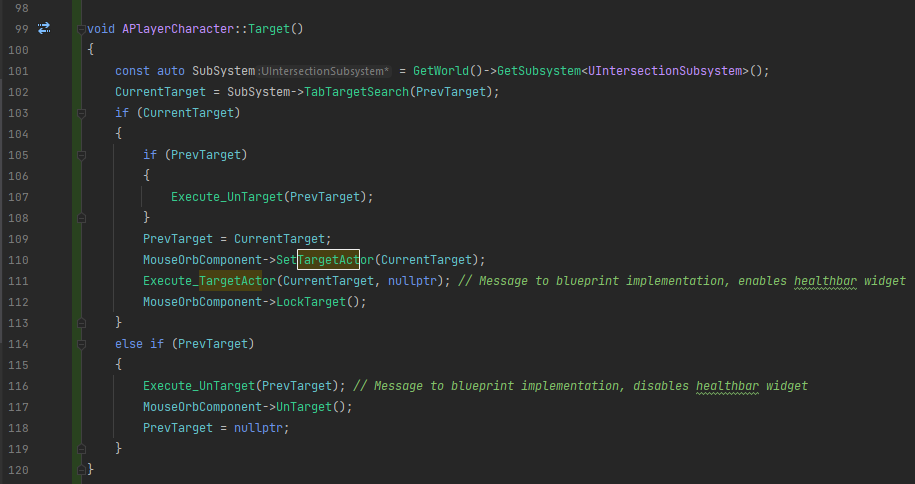 98
99 void APlayerCharacter::Target()
100 {
101 const auto SubSystem:UIntersectionSubsystem* = GetWorld()->GetSubsystem<UIntersectionSubsystem>();
102 CurrentTarget = SubSystem->TabTargetSearch(PrevTarget);
103 if (CurrentTarget)
104 {
105 if (PrevTarget)
106 {
107 Execute_UnTarget(PrevTarget);
108 }
109 PrevTarget = CurrentTarget;
110 MouseOrbComponent->SetTargetActor(CurrentTarget);
111 Execute_TargetActor(CurrentTarget, nullptr); // Message to blueprint implementation, enables healthbar widget
112 MouseOrbComponent->LockTarget();
113 }
114 else if (PrevTarget)
115 {
116 Execute_UnTarget(PrevTarget); // Message to blueprint implementation, disables healthbar widget
117 MouseOrbComponent->UnTarget();
118 PrevTarget = nullptr;
119 }
120 }